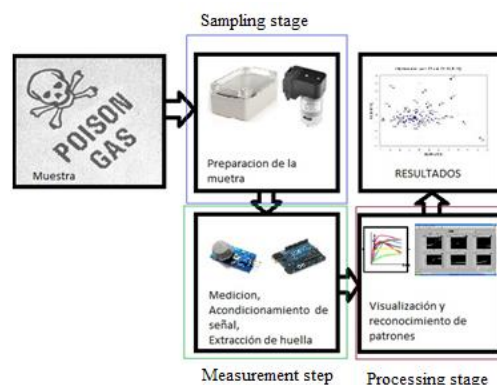 Sampling stage
POISON
GAS
Muestra
Preparacion de la
muetra
RESULTADOS
Medicion,
Acondicionamiento de
señal,
Extracción de huella
Visualización y
reconocimiento de
patrones
Measurement step
Processing stage